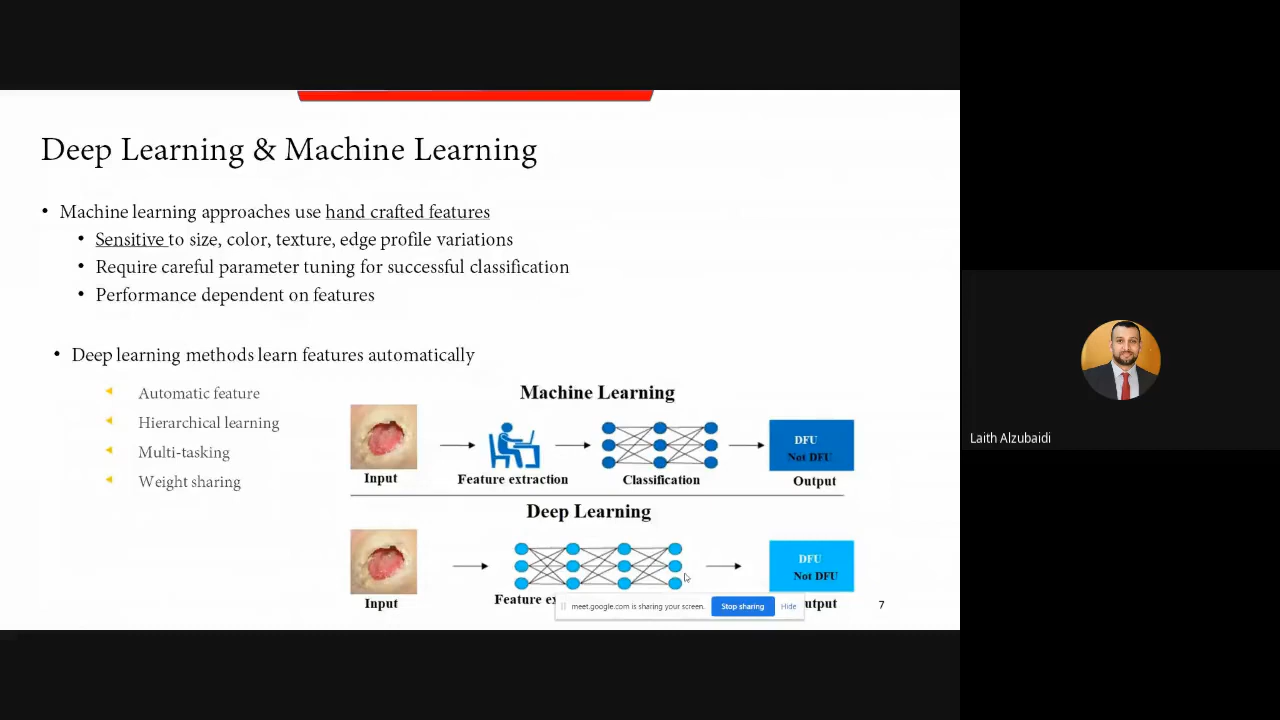 Deep Learning & Machine Learning
• Machine learning approaches use hand crafted features
• Sensitive to size, color, texture, edge profile variations
• Require careful parameter tuning for successful classification
• Performance dependent on features
• Deep learning methods learn features automatically
Automatic feature
Hierarchical learning
Multi-tasking
Weight sharing
Machine Learning
DFU
Not DFU
Input
Feature extraction
Classification
Output
Deep Learning
DFU
Not DFU
Input
Feature
meet.google.com is sharing your screen.
Stop sharing
Hide
utput
7
Laith Alzubaidi